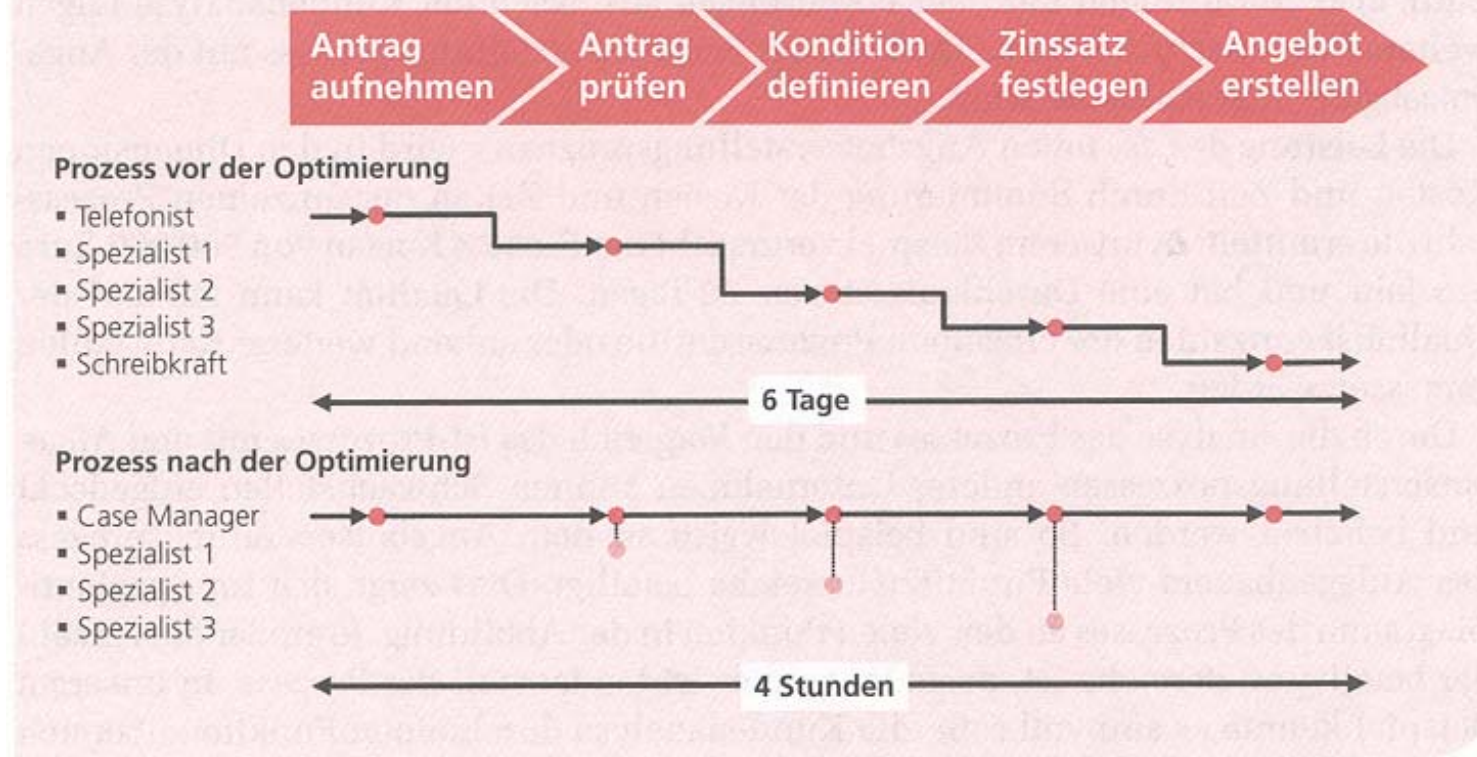 Antrag aufnehmen
Antrag prüfen
Kondition definieren
Zinssatz festlegen
Angebot erstellen
Prozess vor der Optimierung
▪ Telefonist
▪ Spezialist 1
▪ Spezialist 2
▪ Spezialist 3
▪ Schreibkraft
6 Tage
Prozess nach der Optimierung
▪ Case Manager
▪ Spezialist 1
▪ Spezialist 2
▪ Spezialist 3
4 Stunden